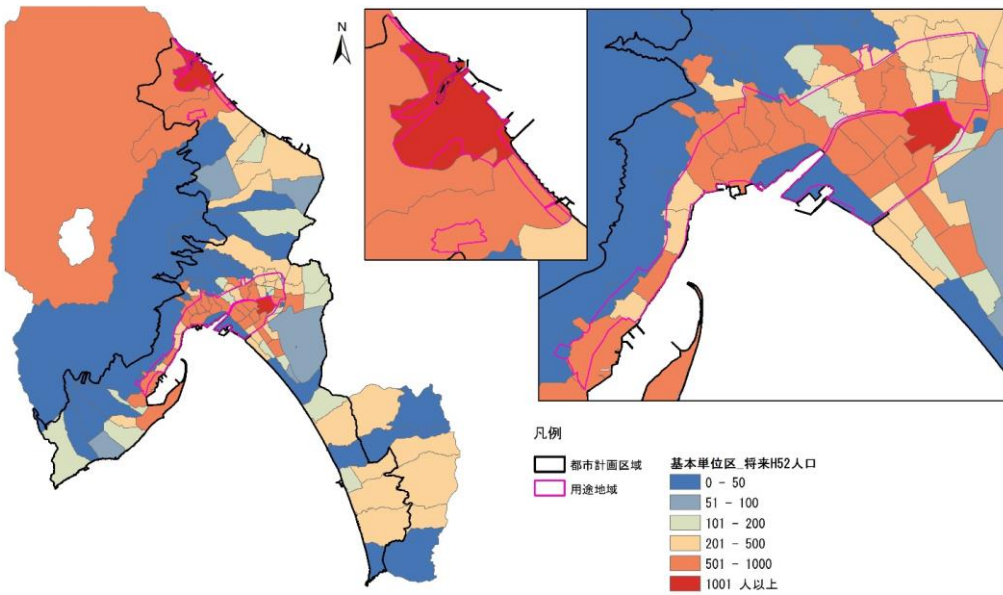 N
凡例
都市計画区域
用途地域
基本単位区_将来H52人口
0 - 50
51 - 100
101 - 200
201 - 500
501 - 1000
1001 人以上